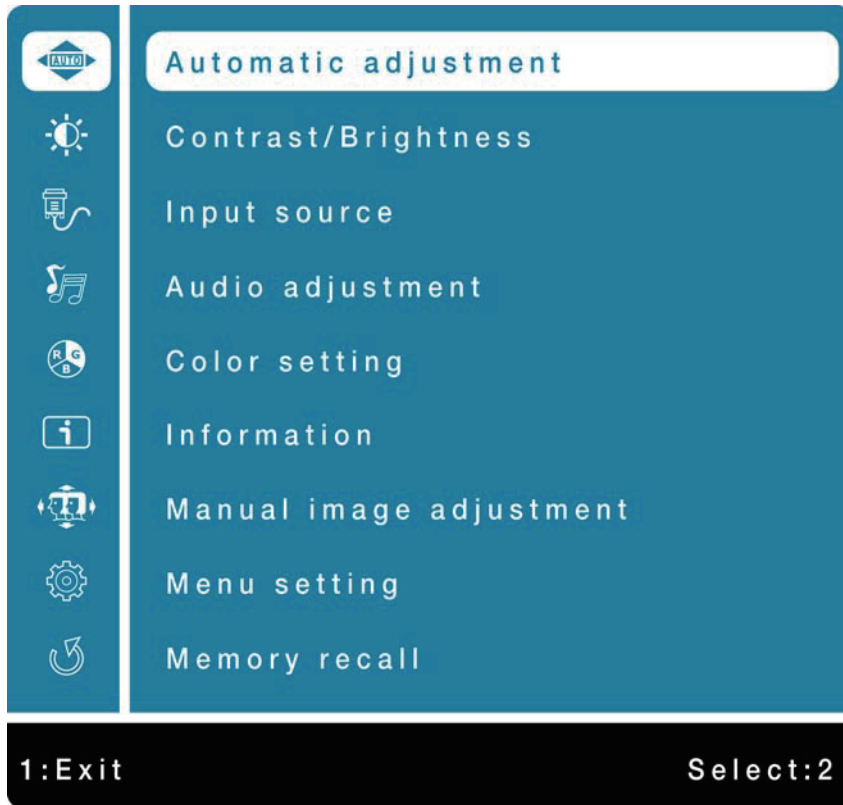 AUTO
Automatic adjustment
Contrast/Brightness
Input source
Audio adjustment
R G
B
Color setting
i
Information
Manual image adjustment
Menu setting
Memory recall
1:Exit
Select:2